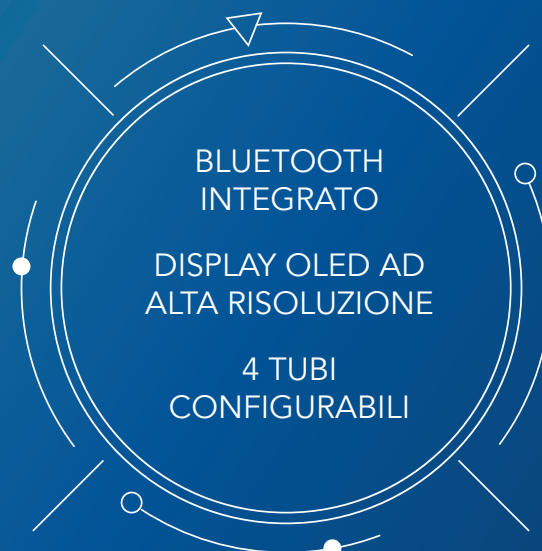 BLUETOOTH
INTEGRATO
DISPLAY OLED AD
ALTA RISOLUZIONE
4 TUBI
CONFIGURABILI